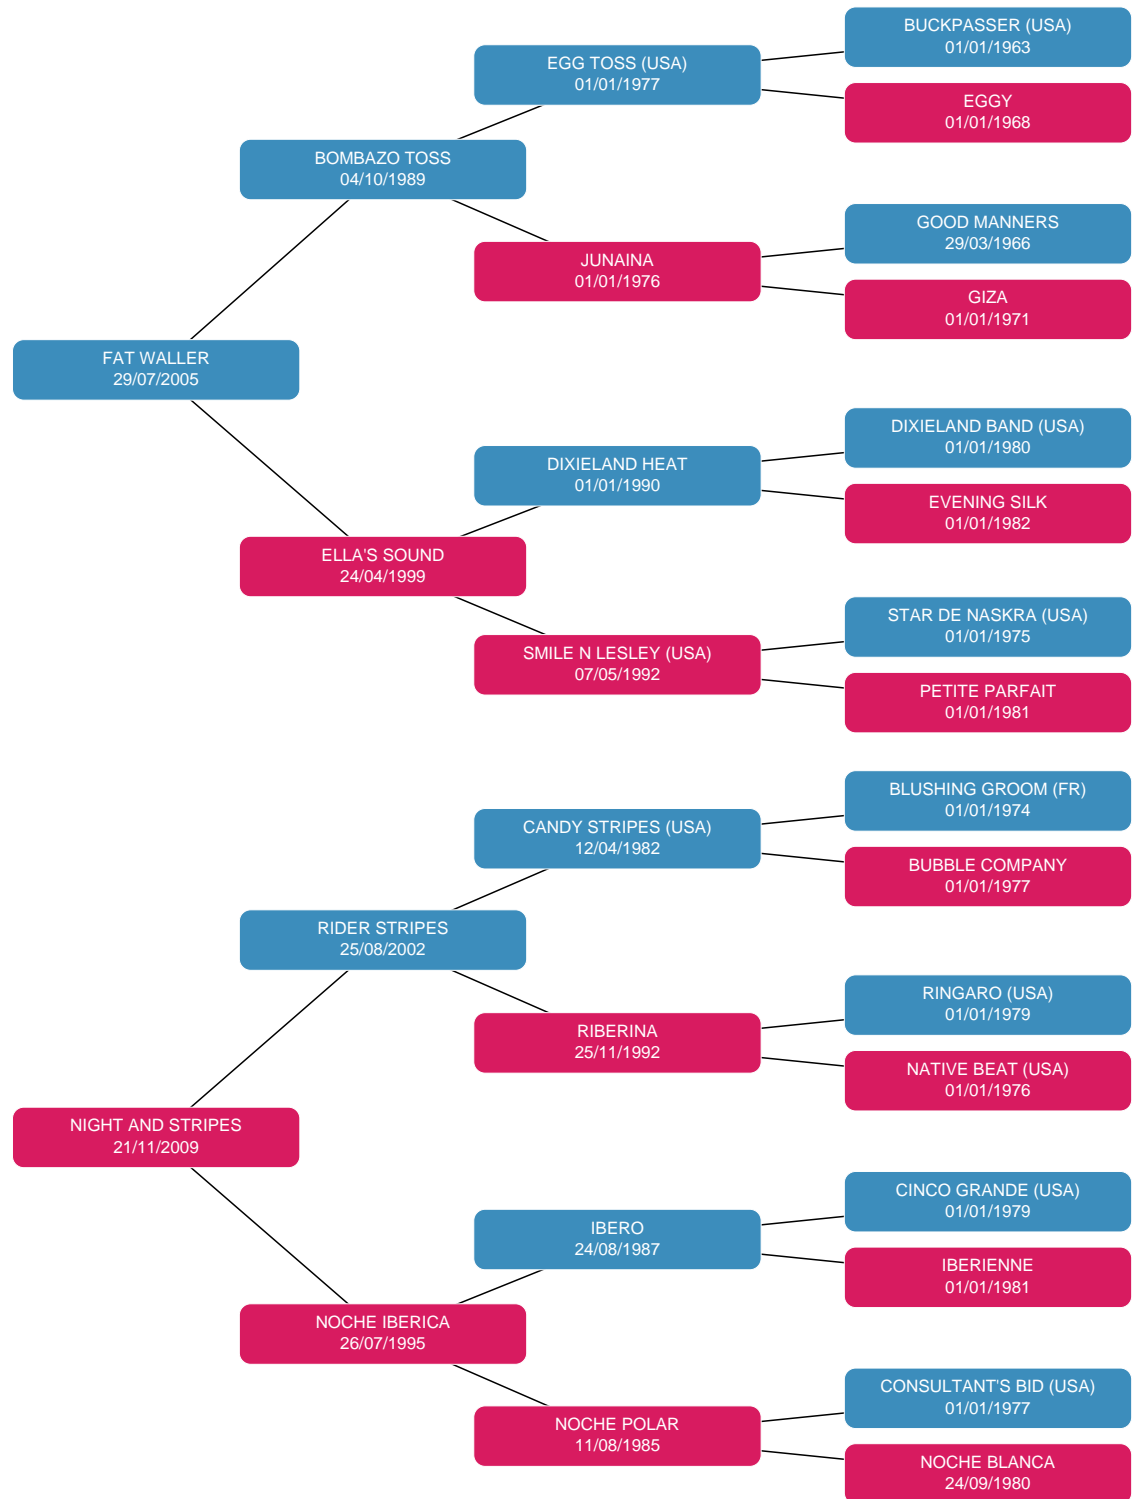 BUCKPASSER (USA)
01/01/1963
EGG TOSS (USA)
01/01/1977
EGGY
01/01/1968
BOMBAZO TOSS
04/10/1989
GOOD MANNERS
29/03/1966
JUNAINA
01/01/1976
GIZA
01/01/1971
FAT WALLER
29/07/2005
DIXIELAND BAND (USA)
01/01/1980
DIXIELAND HEAT
01/01/1990
EVENING SILK
01/01/1982
ELLA'S SOUND
24/04/1999
STAR DE NASKRA (USA)
01/01/1975
SMILE N LESLEY (USA)
07/05/1992
PETITE PARFAIT
01/01/1981
BLUSHING GROOM (FR)
01/01/1974
CANDY STRIPES (USA)
12/04/1982
BUBBLE COMPANY
01/01/1977
RIDER STRIPES
25/08/2002
RINGARO (USA)
01/01/1979
RIBERINA
25/11/1992
NATIVE BEAT (USA)
01/01/1976
NIGHT AND STRIPES
21/11/2009
CINCO GRANDE (USA)
01/01/1979
IBERO
24/08/1987
IBERIENNE
01/01/1981
NOCHE IBERICA
26/07/1995
CONSULTANT'S BID (USA)
01/01/1977
NOCHE POLAR
11/08/1985
NOCHE BLANCA
24/09/1980